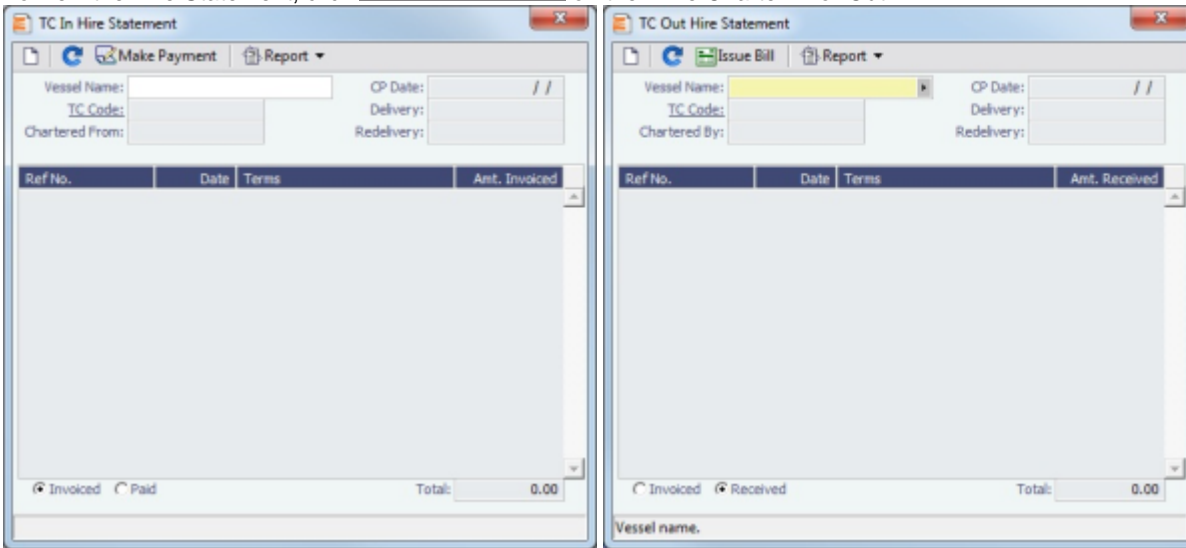 TC In Hire Statement
Make Payment Report
Vessel Name: CP Date: / /
TC Code: Delivery:
Chartered From: Redelivery:
Ref No. Date Terms Amt. Invoiced
Invoiced Paid Total: 0.00
TC Out Hire Statement
Issue Bill Report
Vessel Name: CP Date: / /
TC Code: Delivery:
Chartered By: Redelivery:
Ref No. Date Terms Amt. Received
Invoiced Received Total: 0.00
Vessel name.